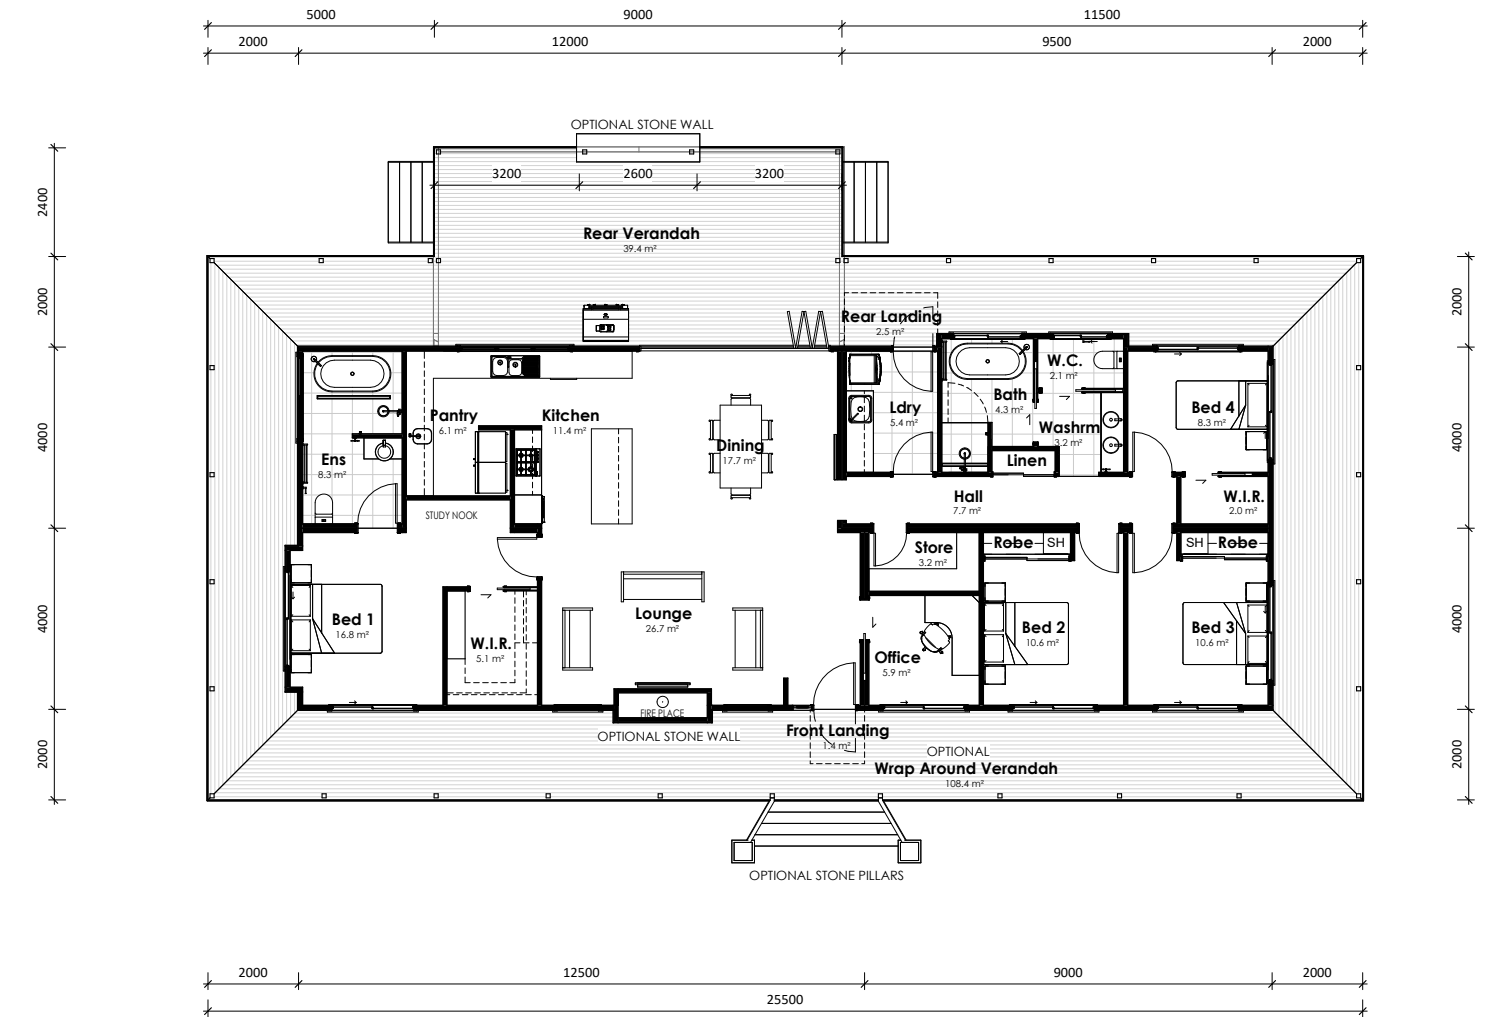 5000 9000 11500
2000 12000 9500 2000
OPTIONAL STONE WALL
3200 2600 3200
2400
Rear Verandah
39.4 m²
2000
2000
Rear Landing
2.5 m²
W.C.
2.1 m²
Bath
4.3 m²
Ldry
5.4 m²
Bed 4
8.3 m²
Pantry
6.1 m²
Kitchen
11.4 m²
Washrm
3.2 m²
4000
4000
Dining
17.7 m²
Ens
8.3 m²
Linen
Hall
7.7 m²
W.I.R.
2.0 m²
STUDY NOOK
Store
3.2 m²
Robe SH
SH Robe
Lounge
26.7 m²
Bed 1
16.8 m²
W.I.R.
5.1 m²
4000
4000
Bed 2
10.6 m²
Bed 3
10.6 m²
Office
5.9 m²
FIRE PLACE
OPTIONAL STONE WALL
Front Landing
1.4 m²
2000
2000
OPTIONAL
Wrap Around Verandah
108.4 m²
OPTIONAL STONE PILLARS
2000 12500 9000 2000
25500